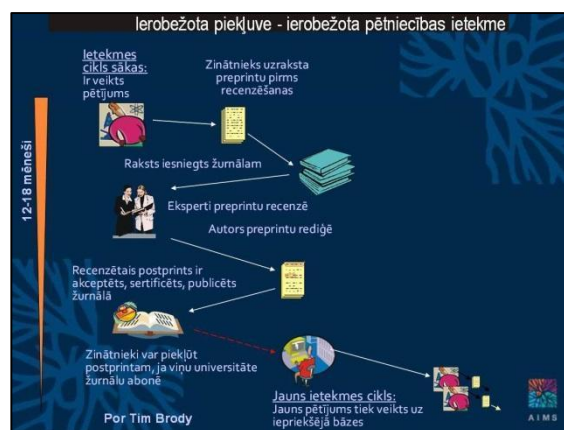 Ierobežota piekļuve - ierobežota pētniecības ietekme
Ietekmes
cikls sākas:
Ir veikts
pētījums
Zinātnieks uzraksta
preprintu pirms
recenzēšanas
12-18 mēneši
Raksts iesniegts žurnālam
Eksperti preprintu recenzē
Autors preprintu rediģē
Recenzētais postprints ir
akceptēts, sertificēts, publicēts
žurnālā
Zinātnieki var piekļūt
postprintam, ja viņu universitāte
žurnālu abonē
Jauns ietekmes cikls:
Jauns pētījums tiek veikts uz
iepriekšējā bāzes
Por Tim Brody
AIMS